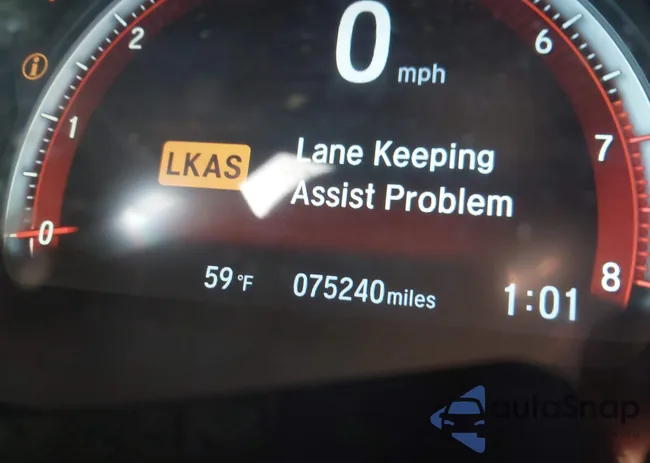 0
mph
2
6
1
7
LKAS
Lane Keeping
Assist Problem
0
8
59°F
075240miles
1:01
autoSnap